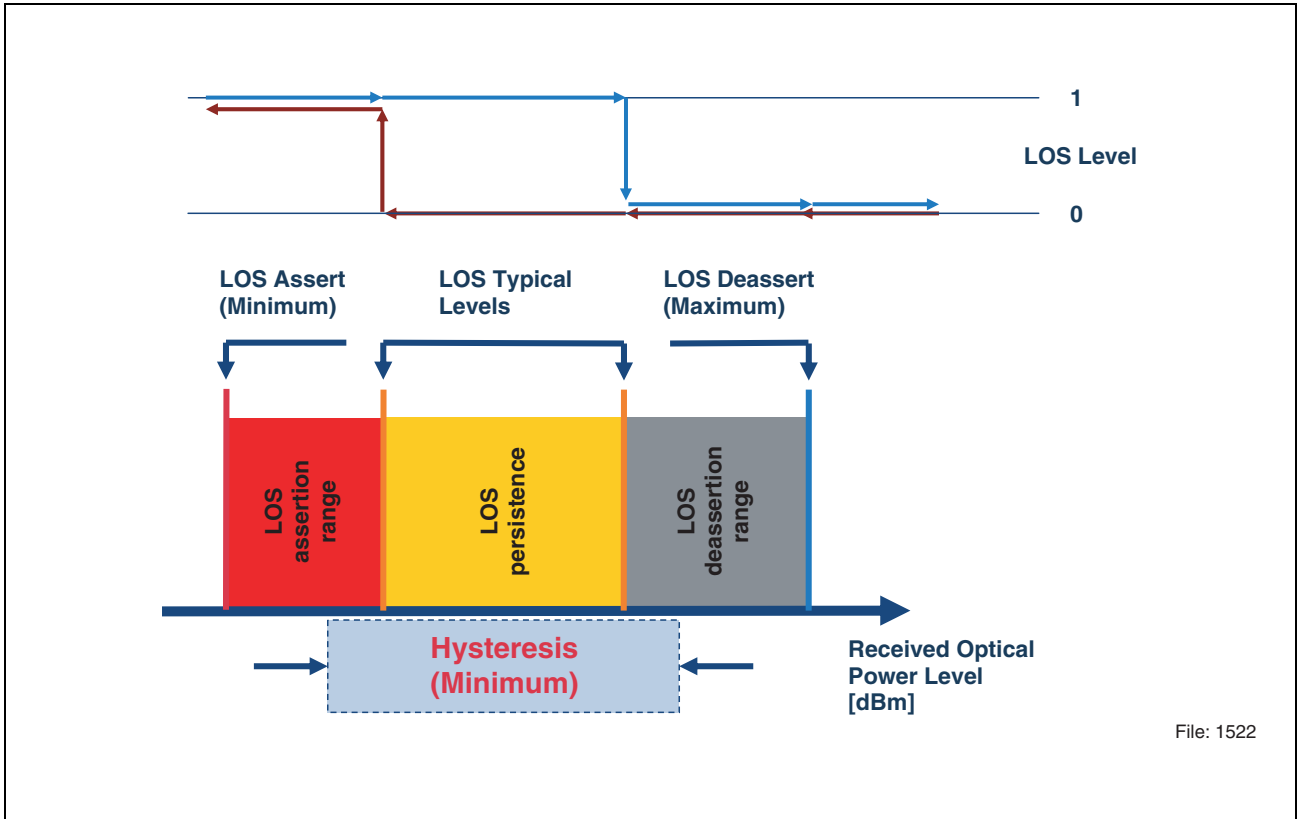 1
LOS Level
0
LOS Assert
(Minimum)
LOS Typical
Levels
LOS Deassert
(Maximum)
LOS
assertion
range
LOS
persistence
LOS
deassertion
range
Hysteresis
(Minimum)
Received Optical
Power Level
[dBm]
File: 1522